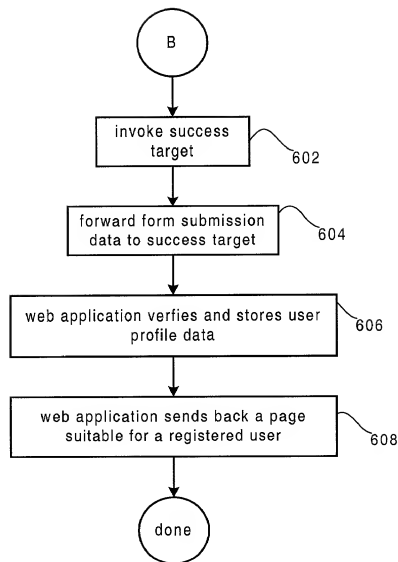 B
invoke success
target
602
forward form submission
data to success target
604
web application verfies and stores user
profile data
606
web application sends back a page
suitable for a registered user
608
done